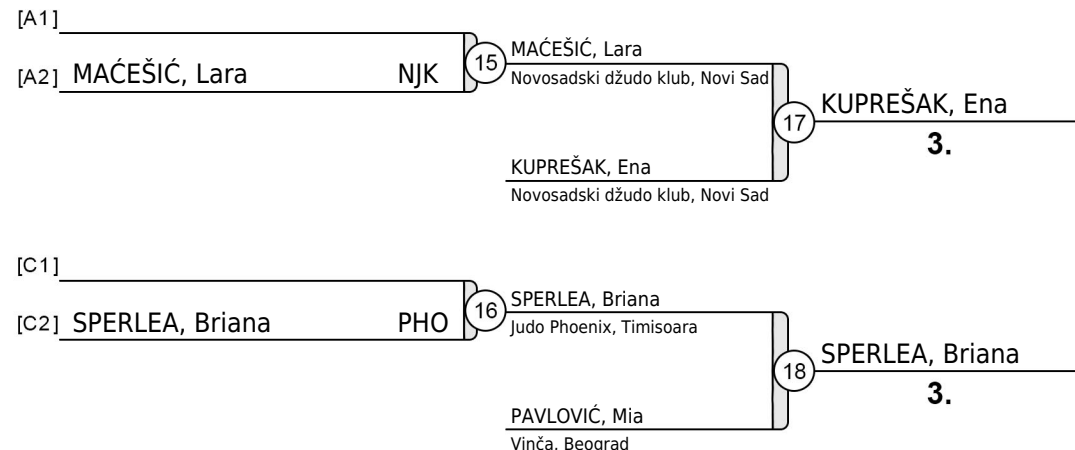 [A1]
[A2] MAĆEŠIĆ, Lara NJK
15
MAĆEŠIĆ, Lara
Novosadski džudo klub, Novi Sad
17
KUPREŠAK, Ena
3.
KUPREŠAK, Ena
Novosadski džudo klub, Novi Sad
[C1]
[C2] SPERLEA, Briana PHO
16
SPERLEA, Briana
Judo Phoenix, Timisoara
18
SPERLEA, Briana
3.
PAVLOVIĆ, Mia
Vinča, Beograd